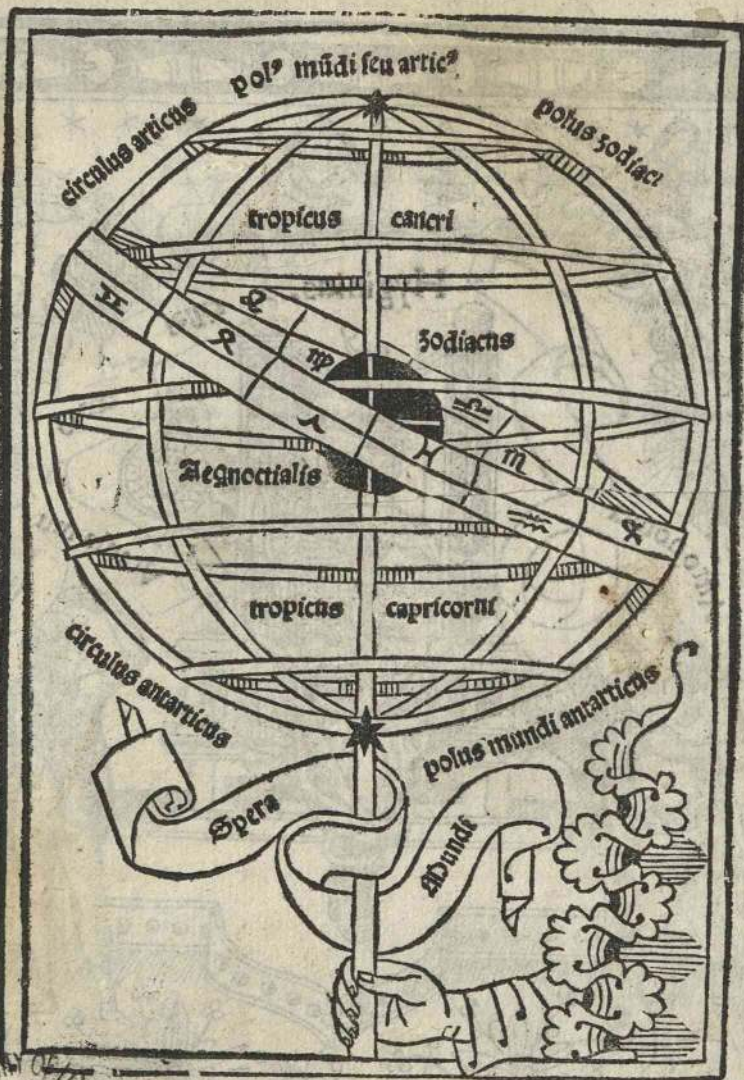 polꝰ mūdi seu articꝰ
circulus articus
polus zodiaci
tropicus cancri
zodiacus
♊ ♉ ♌ ♍
♈ ♓ ♎ ♏
♒
Aeqnoctialis
tropicus capricorni
circulus antarticus
polus mundi antarticus
Spera
Mundi